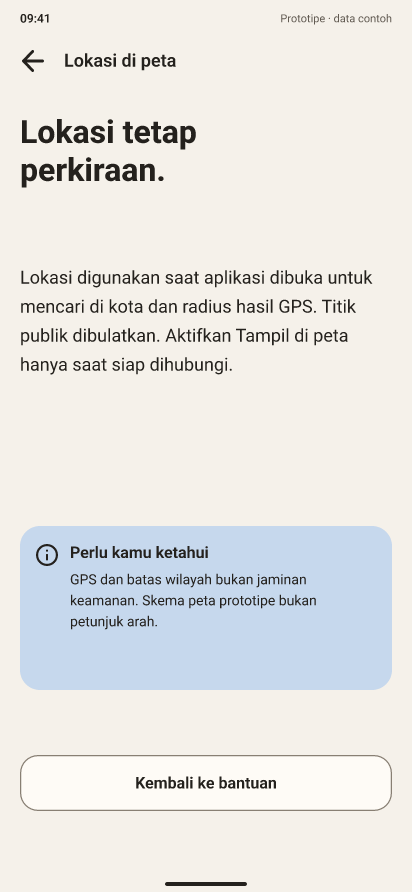 09:41
Prototipe · data contoh
Lokasi di peta
Lokasi tetap
perkiraan.
Lokasi digunakan saat aplikasi dibuka untuk
mencari di kota dan radius hasil GPS. Titik
publik dibulatkan. Aktifkan Tampil di peta
hanya saat siap dihubungi.
Perlu kamu ketahui
GPS dan batas wilayah bukan jaminan
keamanan. Skema peta prototipe bukan
petunjuk arah.
Kembali ke bantuan